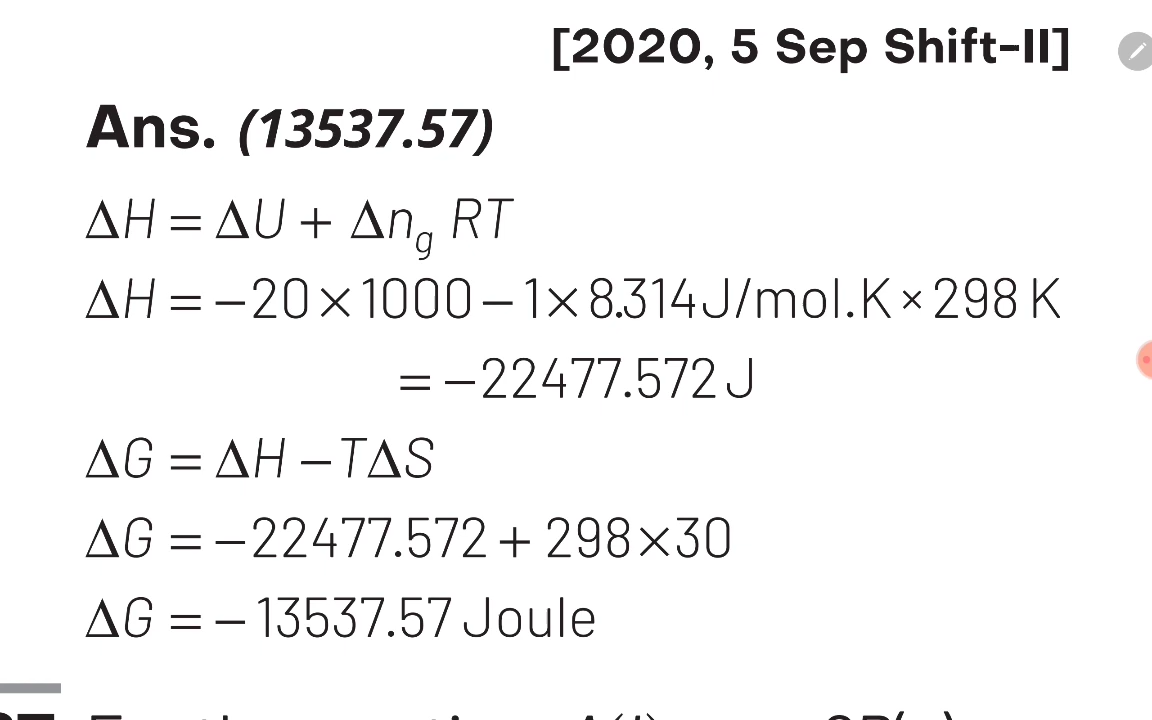 [2020, 5 Sep Shift-II]
Ans. (13537.57)
ΔH = ΔU + Δn_g RT
ΔH = −20 × 1000 − 1 × 8.314 J/mol.K × 298 K
= −22477.572 J
ΔG = ΔH − TΔS
ΔG = −22477.572 + 298 × 30
ΔG = − 13537.57 Joule